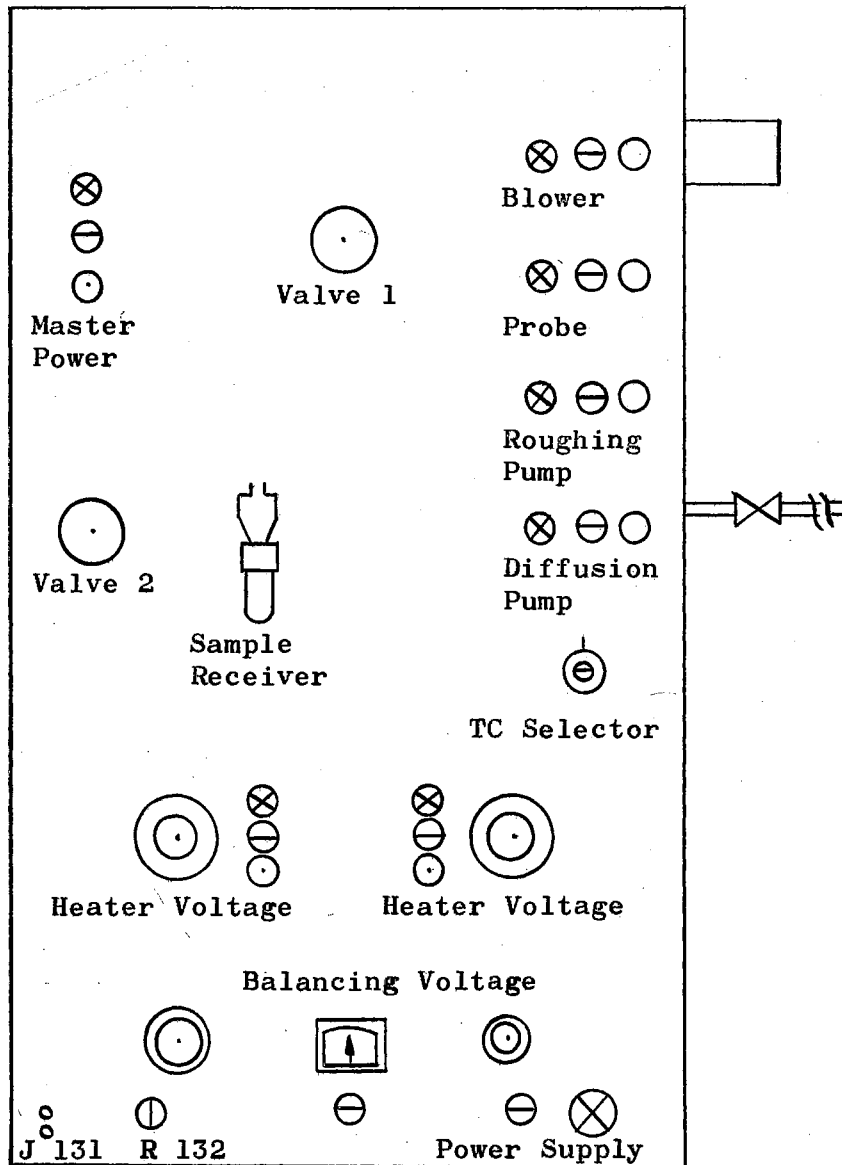 Blower
Valve 1
Master
Power
Probe
Roughing
Pump
Valve 2
Diffusion
Pump
Sample
Receiver
TC Selector
Heater Voltage
Heater Voltage
Balancing Voltage
J 131
R 132
Power Supply